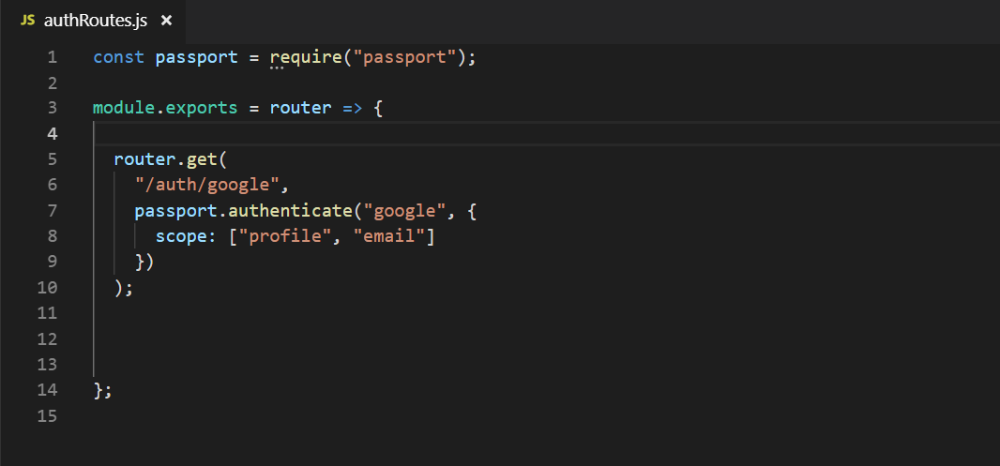 JS authRoutes.js ×
1 const passport = require("passport");
2
3 module.exports = router => {
4
5 router.get(
6 "/auth/google",
7 passport.authenticate("google", {
8 scope: ["profile", "email"]
9 })
10 );
11
12
13
14 };
15